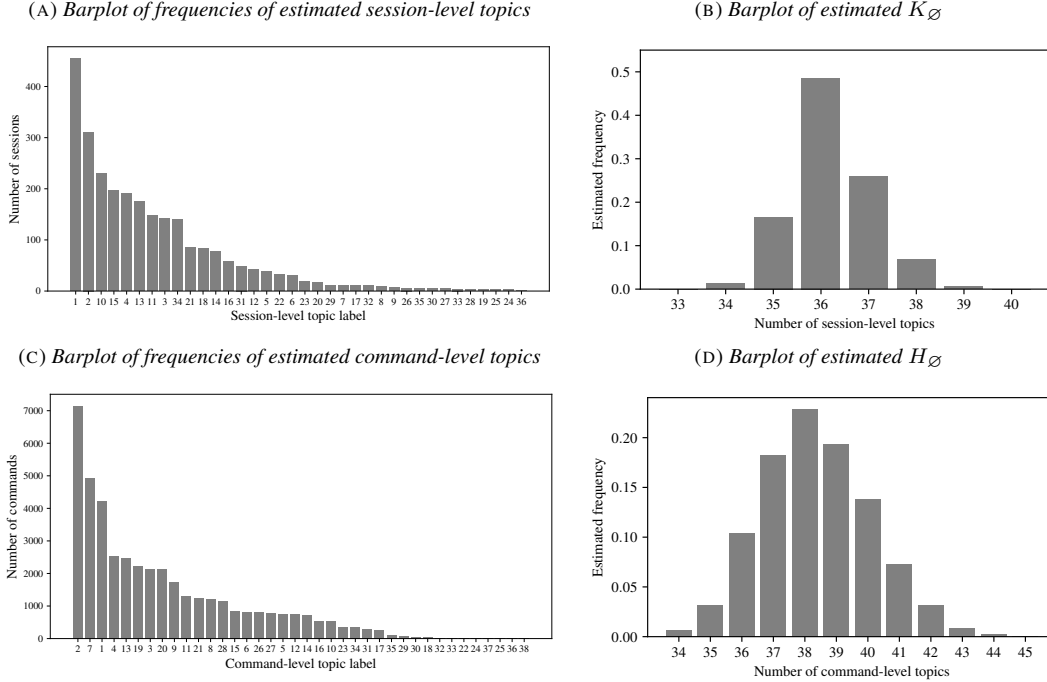 (A) Barplot of frequencies of estimated session-level topics
400
300
200
100
0
Number of sessions
1 2 10 15 4 13 11 3 34 21 18 14 16 31 12 5 22 6 23 20 29 7 17 32 8 9 26 35 30 27 33 28 19 25 24 36
Session-level topic label
(B) Barplot of estimated K∅
0.5
0.4
0.3
0.2
0.1
0.0
Estimated frequency
33 34 35 36 37 38 39 40
Number of session-level topics
(C) Barplot of frequencies of estimated command-level topics
7000
6000
5000
4000
3000
2000
1000
0
Number of commands
2 7 1 4 13 19 3 20 9 11 21 8 28 15 6 26 27 5 12 14 16 10 23 34 31 17 35 29 30 18 32 33 22 24 37 25 36 38
Command-level topic label
(D) Barplot of estimated H∅
0.20
0.15
0.10
0.05
0.00
Estimated frequency
34 35 36 37 38 39 40 41 42 43 44 45
Number of command-level topics